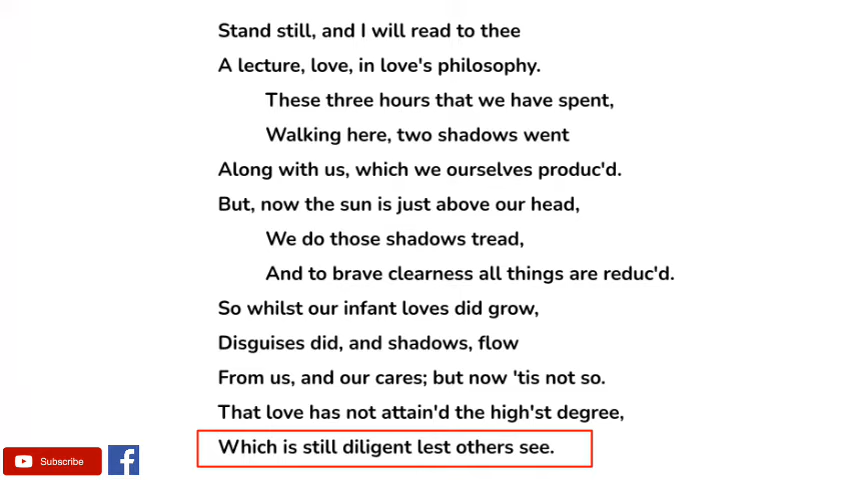 Stand still, and I will read to thee
A lecture, love, in love's philosophy.
These three hours that we have spent,
Walking here, two shadows went
Along with us, which we ourselves produc'd.
But, now the sun is just above our head,
We do those shadows tread,
And to brave clearness all things are reduc'd.
So whilst our infant loves did grow,
Disguises did, and shadows, flow
From us, and our cares; but now 'tis not so.
That love has not attain'd the high'st degree,
Which is still diligent lest others see.
Subscribe